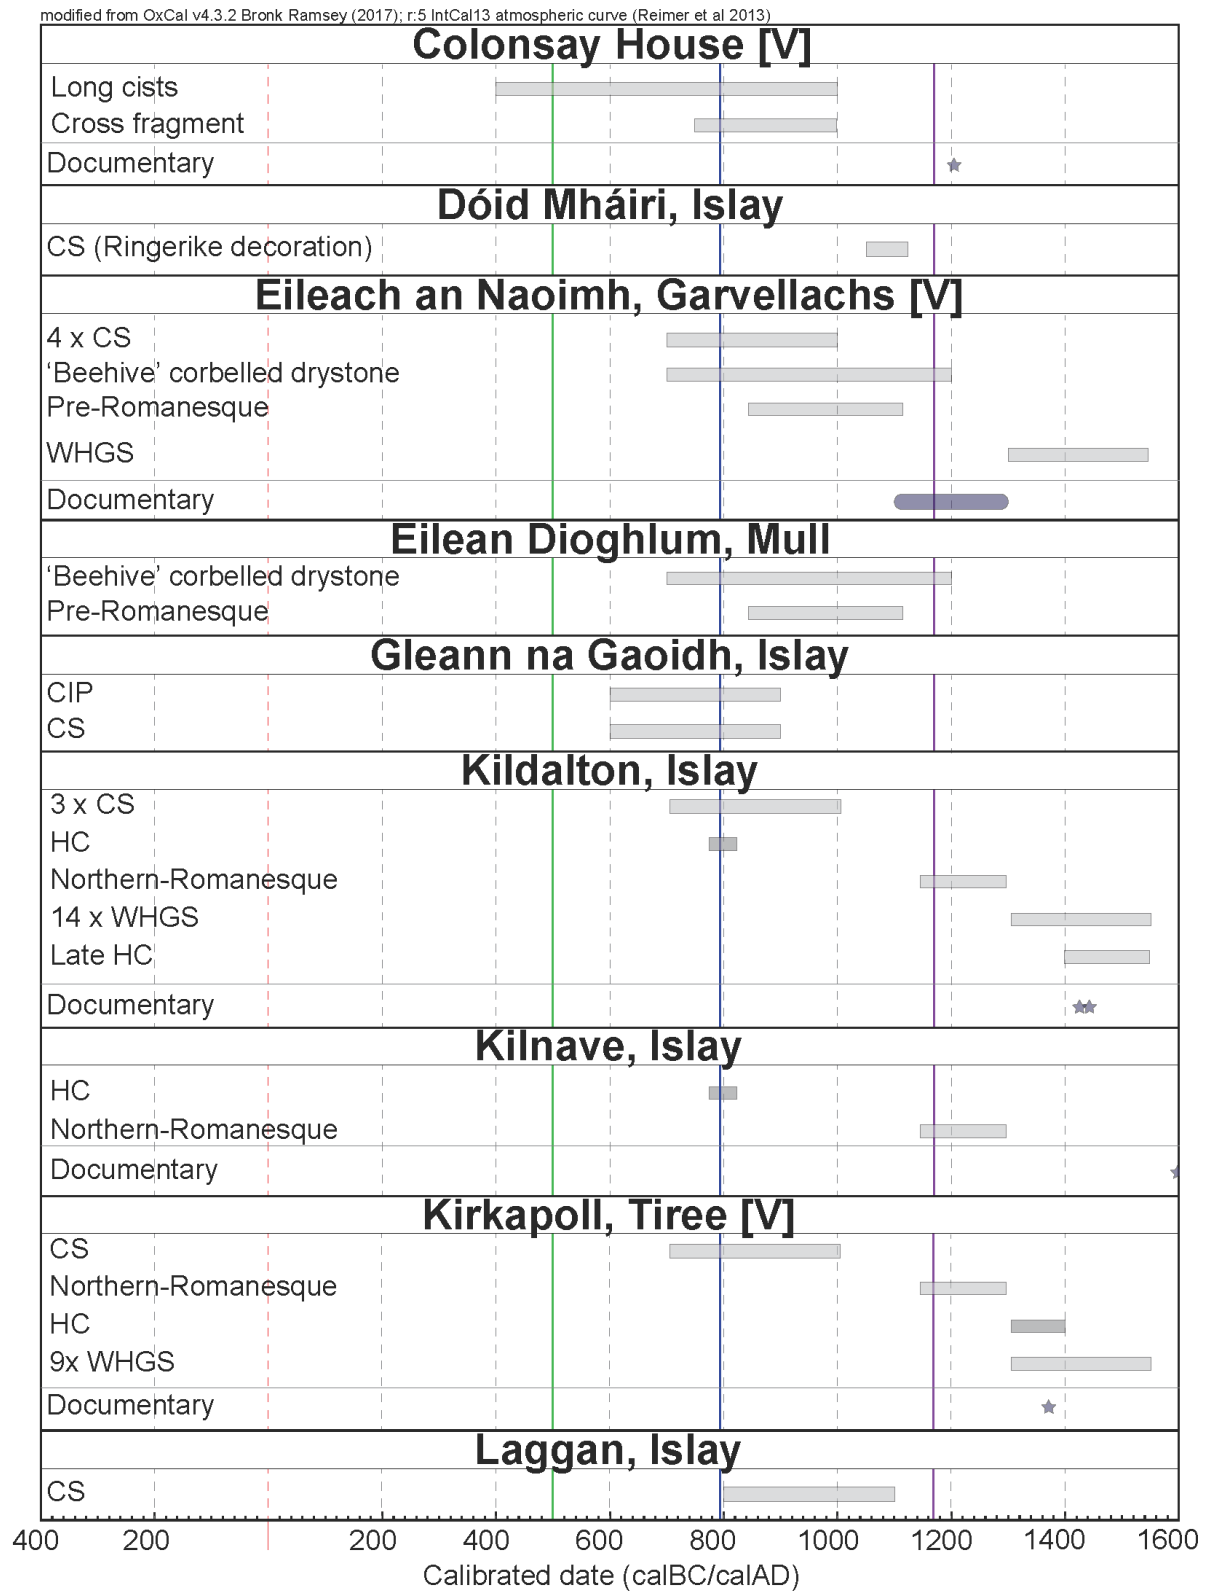 modified from OxCal v4.3.2 Bronk Ramsey (2017); r:5 IntCal13 atmospheric curve (Reimer et al 2013)
Colonsay House [V]
Long cists
Cross fragment
Documentary
Dóid Mháiri, Islay
CS (Ringerike decoration)
Eileach an Naoimh, Garvellachs [V]
4 x CS
‘Beehive’ corbelled drystone
Pre-Romanesque
WHGS
Documentary
Eilean Dioghlum, Mull
‘Beehive’ corbelled drystone
Pre-Romanesque
Gleann na Gaoidh, Islay
CIP
CS
Kildalton, Islay
3 x CS
HC
Northern-Romanesque
14 x WHGS
Late HC
Documentary
Kilnave, Islay
HC
Northern-Romanesque
Documentary
Kirkapoll, Tiree [V]
CS
Northern-Romanesque
HC
9x WHGS
Documentary
Laggan, Islay
CS
400 200 200 400 600 800 1000 1200 1400 1600
Calibrated date (calBC/calAD)